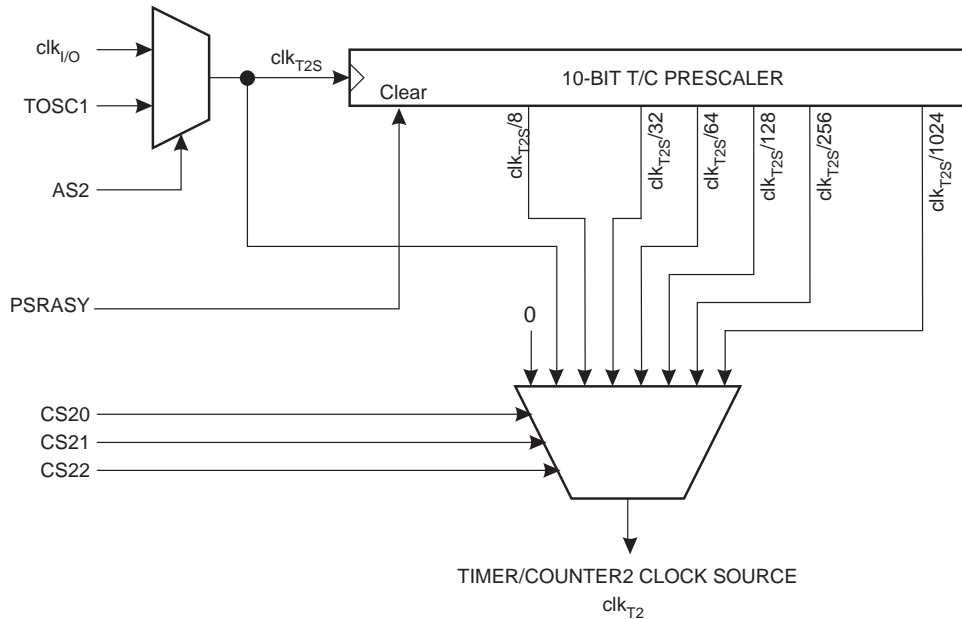 clkI/O
clkT2S
10-BIT T/C PRESCALER
TOSC1
Clear
clkT2S/8
clkT2S/32
clkT2S/64
clkT2S/128
clkT2S/256
clkT2S/1024
AS2
PSRASY
0
CS20
CS21
CS22
TIMER/COUNTER2 CLOCK SOURCE
clkT2